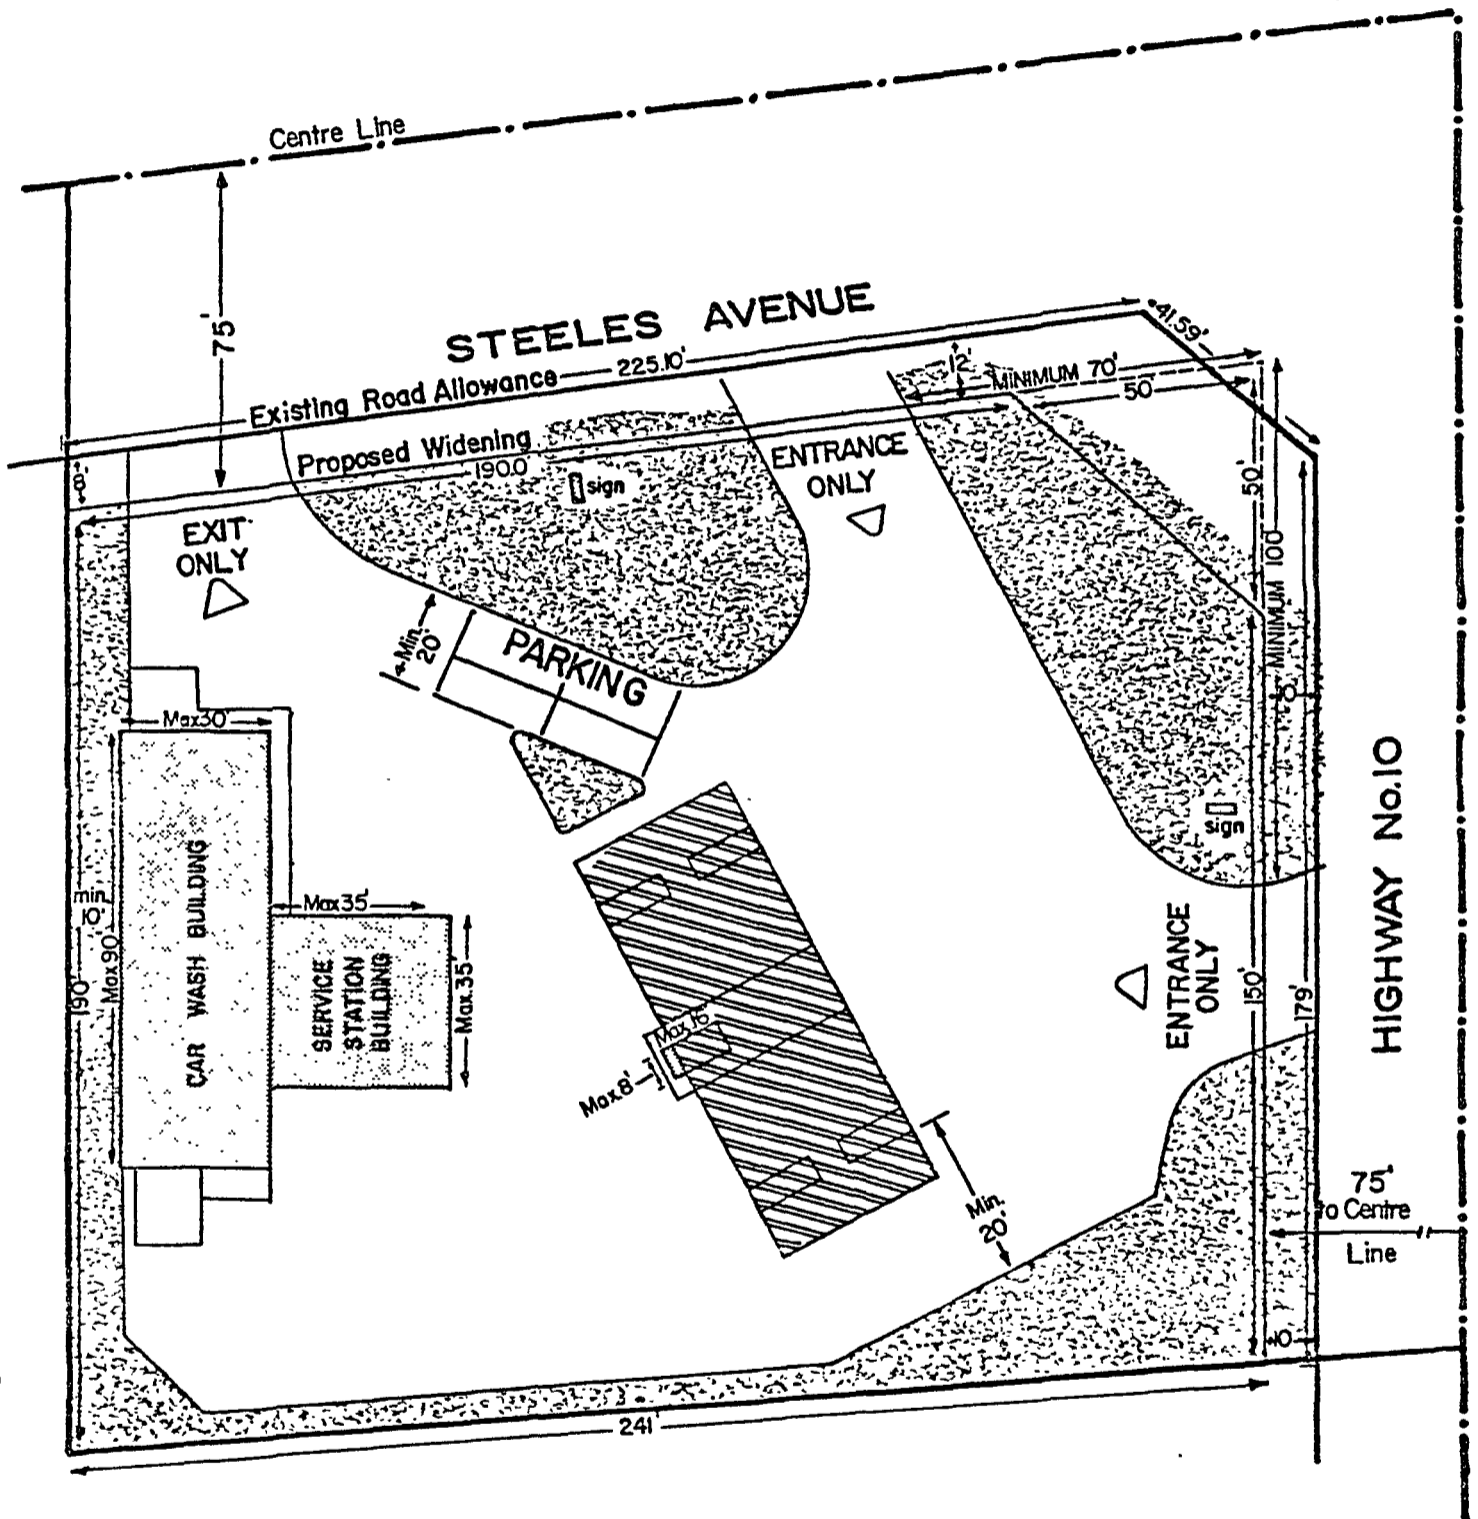 Centre Line
75'
STEELES AVENUE
41.59'
Existing Road Allowance 225.10'
12'
MINIMUM 70'
50'
Proposed Widening
190.0'
8'
sign
ENTRANCE
ONLY
EXIT
ONLY
50'
MINIMUM 100'
Min.
20'
PARKING
10'
Max 30'
sign
HIGHWAY No.10
min.
10'
Max 90'
190'
CAR WASH BUILDING
Max 35'
SERVICE
STATION
BUILDING
Max. 35'
ENTRANCE
ONLY
150'
179'
Max 16'
Max 8'
Min.
20'
75'
to Centre
Line
10'
241'